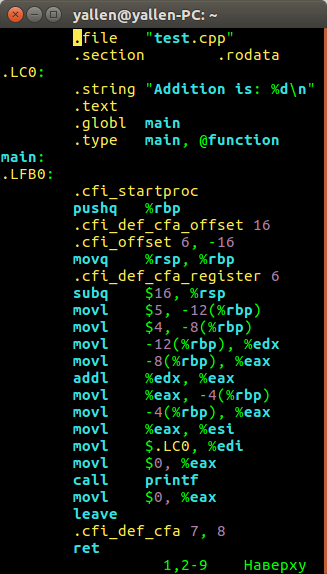 yallen@yallen-PC: ~
.file "test.cpp"
.section .rodata
.LC0:
.string "Addition is: %d\n"
.text
.globl main
.type main, @function
main:
.LFB0:
.cfi_startproc
pushq %rbp
.cfi_def_cfa_offset 16
.cfi_offset 6, -16
movq %rsp, %rbp
.cfi_def_cfa_register 6
subq $16, %rsp
movl $5, -12(%rbp)
movl $4, -8(%rbp)
movl -12(%rbp), %edx
movl -8(%rbp), %eax
addl %edx, %eax
movl %eax, -4(%rbp)
movl -4(%rbp), %eax
movl %eax, %esi
movl $.LC0, %edi
movl $0, %eax
call printf
movl $0, %eax
leave
.cfi_def_cfa 7, 8
ret
1,2-9 Наверху